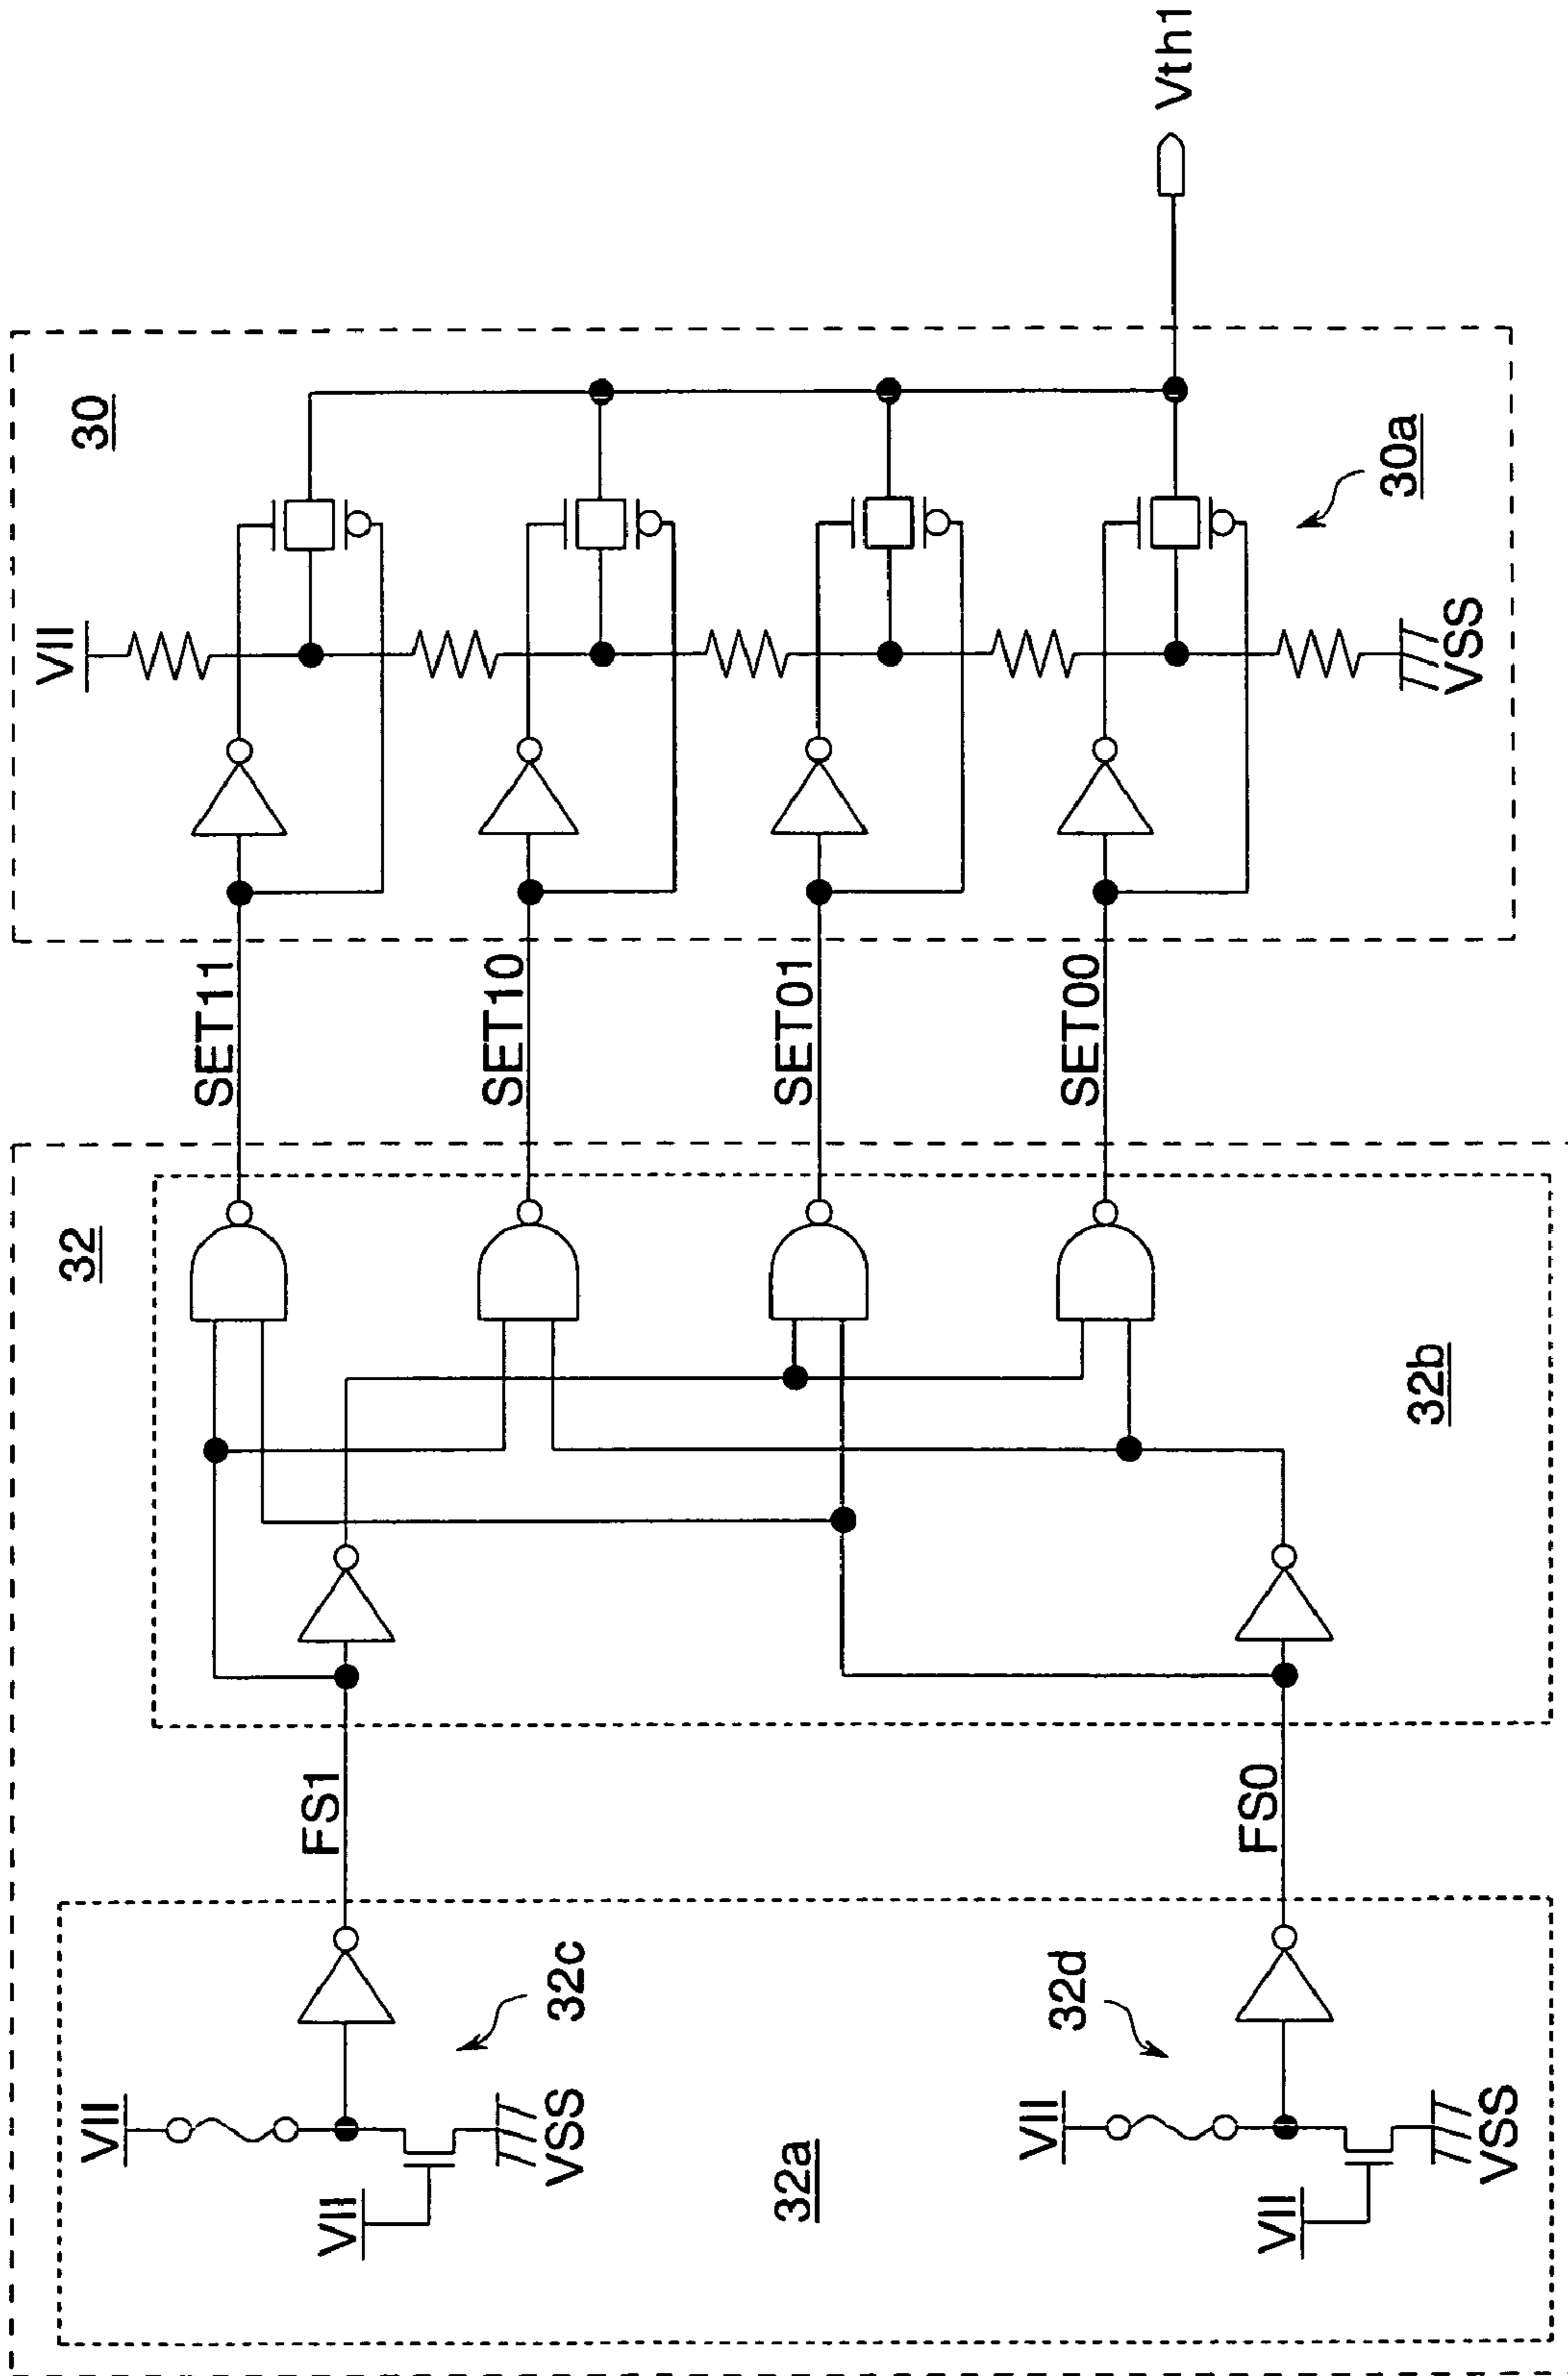 32
30
VII
VII
VII
SET11
SET10
SET01
SET00
FS1
FS0
32c
32d
VSS
VII
VII
VSS
32a
32b
30a
VSS
Vth1